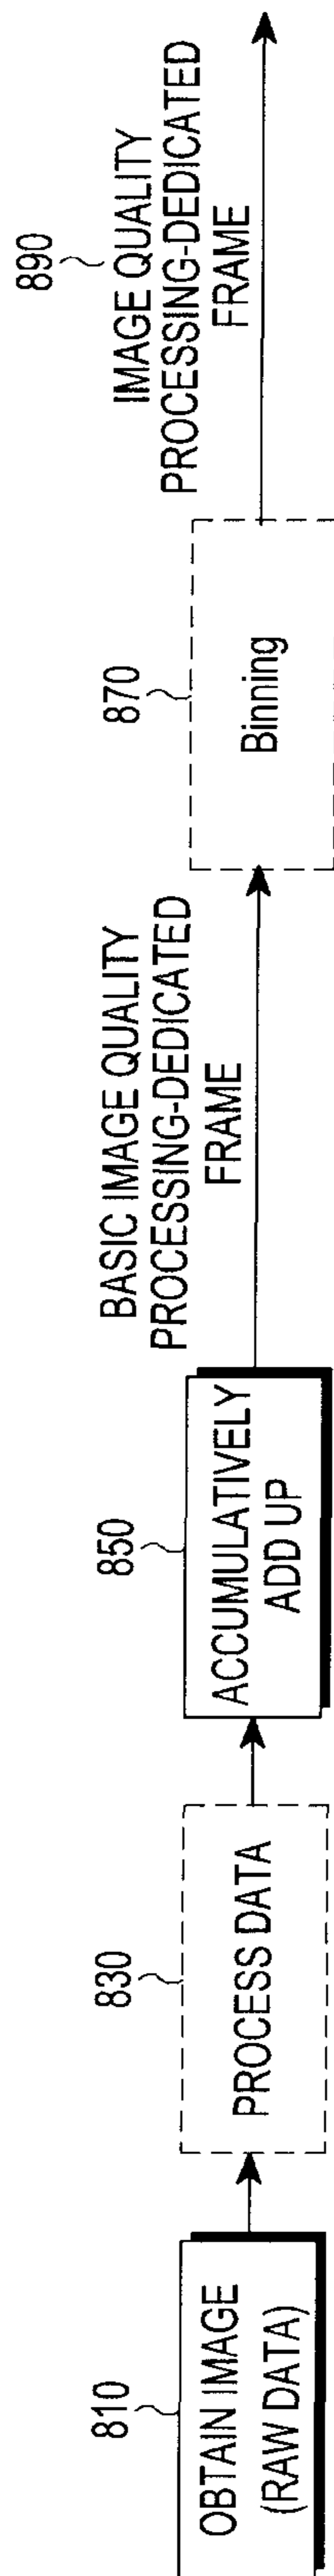 810
OBTAIN IMAGE
(RAW DATA)
830
PROCESS DATA
850
ACCUMULATIVELY
ADD UP
BASIC IMAGE QUALITY
PROCESSING-DEDICATED
FRAME
870
Binning
890
IMAGE QUALITY
PROCESSING-DEDICATED
FRAME